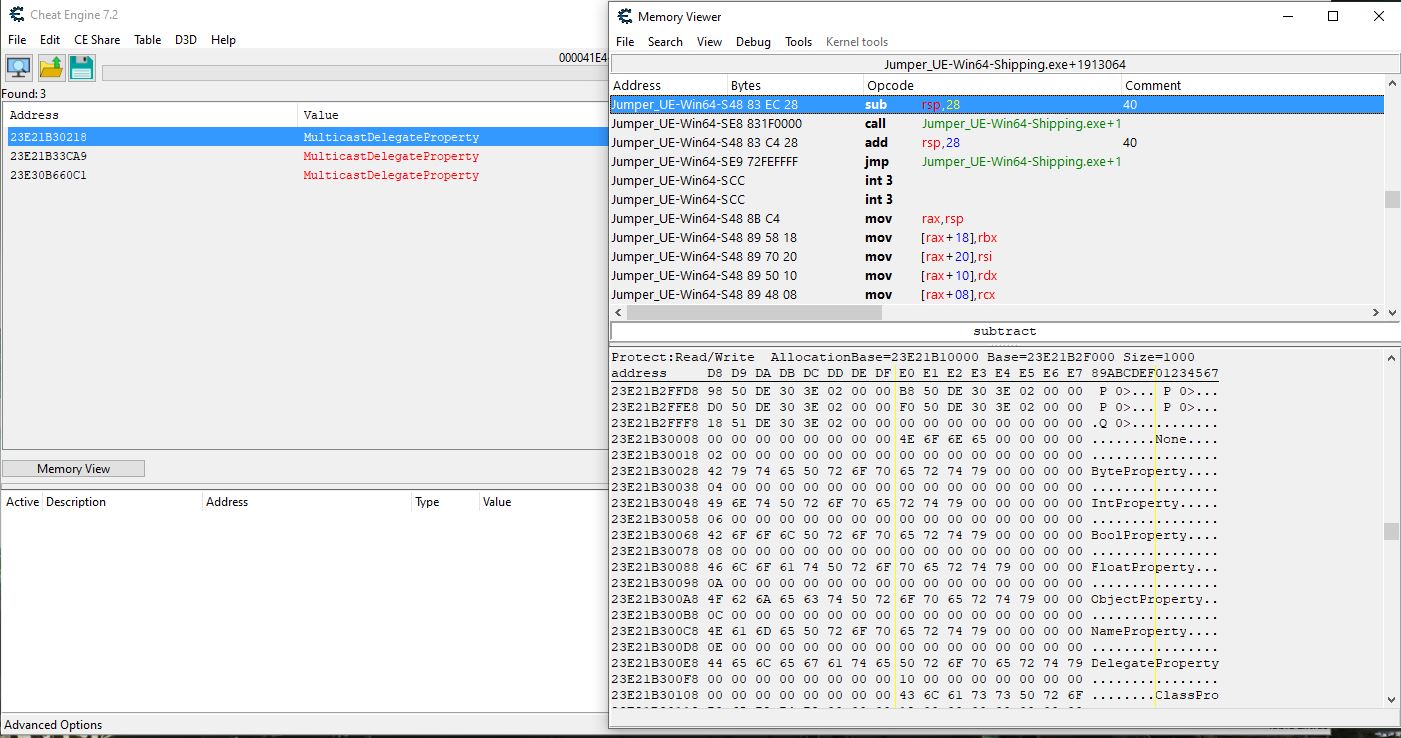 Cheat Engine 7.2
File Edit CE Share Table D3D Help
000041E4
Found: 3
Address Value
23E21B30218 MulticastDelegateProperty
23E21B33CA9 MulticastDelegateProperty
23E30B660C1 MulticastDelegateProperty
Memory View
Active Description Address Type Value
Advanced Options
Memory Viewer
File Search View Debug Tools Kernel tools
Jumper_UE-Win64-Shipping.exe+1913064
Address Bytes Opcode Comment
Jumper_UE-Win64-S48 83 EC 28 sub rsp,28 40
Jumper_UE-Win64-SE8 831F0000 call Jumper_UE-Win64-Shipping.exe+1
Jumper_UE-Win64-S48 83 C4 28 add rsp,28 40
Jumper_UE-Win64-SE9 72FEFFFF jmp Jumper_UE-Win64-Shipping.exe+1
Jumper_UE-Win64-SCC int 3
Jumper_UE-Win64-SCC int 3
Jumper_UE-Win64-S48 8B C4 mov rax,rsp
Jumper_UE-Win64-S48 89 58 18 mov [rax+18],rbx
Jumper_UE-Win64-S48 89 70 20 mov [rax+20],rsi
Jumper_UE-Win64-S48 89 50 10 mov [rax+10],rdx
Jumper_UE-Win64-S48 89 48 08 mov [rax+08],rcx
subtract
Protect:Read/Write AllocationBase=23E21B10000 Base=23E21B2F000 Size=1000
address D8 D9 DA DB DC DD DE DF E0 E1 E2 E3 E4 E5 E6 E7 89ABCDEF01234567
23E21B2FFD8 98 50 DE 30 3E 02 00 00 B8 50 DE 30 3E 02 00 00 P 0>... P 0>...
23E21B2FFE8 D0 50 DE 30 3E 02 00 00 F0 50 DE 30 3E 02 00 00 P 0>... P 0>...
23E21B2FFF8 18 51 DE 30 3E 02 00 00 00 00 00 00 00 00 00 00 .Q 0>...........
23E21B30008 00 00 00 00 00 00 00 00 4E 6F 6E 65 00 00 00 00 ........None....
23E21B30018 02 00 00 00 00 00 00 00 00 00 00 00 00 00 00 00 ................
23E21B30028 42 79 74 65 50 72 6F 70 65 72 74 79 00 00 00 00 ByteProperty....
23E21B30038 04 00 00 00 00 00 00 00 00 00 00 00 00 00 00 00 ................
23E21B30048 49 6E 74 50 72 6F 70 65 72 74 79 00 00 00 00 00 IntProperty.....
23E21B30058 06 00 00 00 00 00 00 00 00 00 00 00 00 00 00 00 ................
23E21B30068 42 6F 6F 6C 50 72 6F 70 65 72 74 79 00 00 00 00 BoolProperty....
23E21B30078 08 00 00 00 00 00 00 00 00 00 00 00 00 00 00 00 ................
23E21B30088 46 6C 6F 61 74 50 72 6F 70 65 72 74 79 00 00 00 FloatProperty...
23E21B30098 0A 00 00 00 00 00 00 00 00 00 00 00 00 00 00 00 ................
23E21B300A8 4F 62 6A 65 63 74 50 72 6F 70 65 72 74 79 00 00 ObjectProperty..
23E21B300B8 0C 00 00 00 00 00 00 00 00 00 00 00 00 00 00 00 ................
23E21B300C8 4E 61 6D 65 50 72 6F 70 65 72 74 79 00 00 00 00 NameProperty....
23E21B300D8 0E 00 00 00 00 00 00 00 00 00 00 00 00 00 00 00 ................
23E21B300E8 44 65 6C 65 67 61 74 65 50 72 6F 70 65 72 74 79 DelegateProperty
23E21B300F8 00 00 00 00 00 00 00 00 10 00 00 00 00 00 00 00 ................
23E21B30108 00 00 00 00 00 00 00 00 43 6C 61 73 73 50 72 6F ........ClassPro